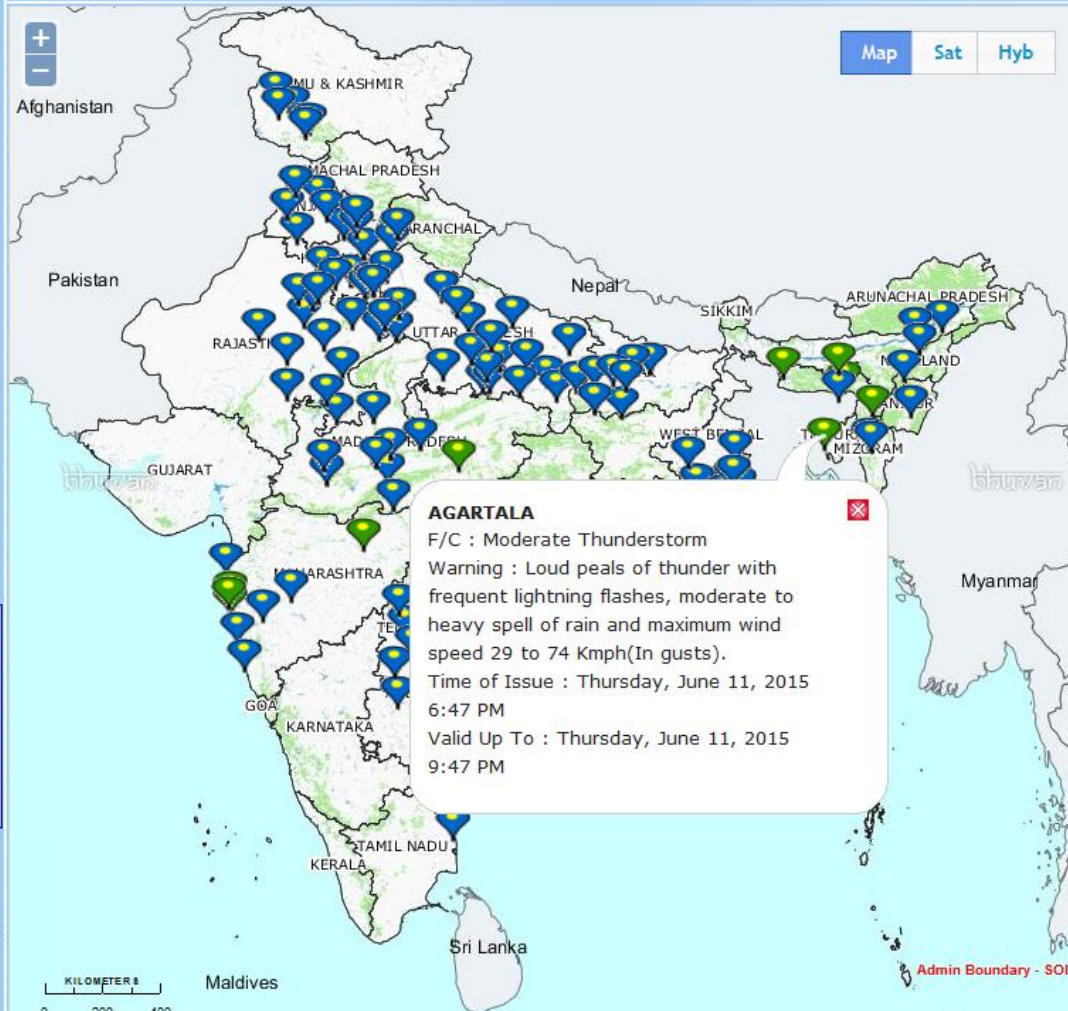 +
−
Map Sat Hyb
MU & KASHMIR
Afghanistan
MACHAL PRADESH
ARANCHAL
Pakistan
Nepal
SIKKIM
ARUNACHAL PRADESH
UTTAR
WEST BENGAL
MIZORAM
GUJARAT
bhuvan
bhuvan
AGARTALA
F/C : Moderate Thunderstorm
Warning : Loud peals of thunder with
frequent lightning flashes, moderate to
heavy spell of rain and maximum wind
speed 29 to 74 Kmph(In gusts).
Time of Issue : Thursday, June 11, 2015
6:47 PM
Valid Up To : Thursday, June 11, 2015
9:47 PM
Myanmar
GOA
KARNATAKA
TAMIL NADU
KERALA
Sri Lanka
Maldives
KILOMETERS
0 200 400
Admin Boundary - SOI